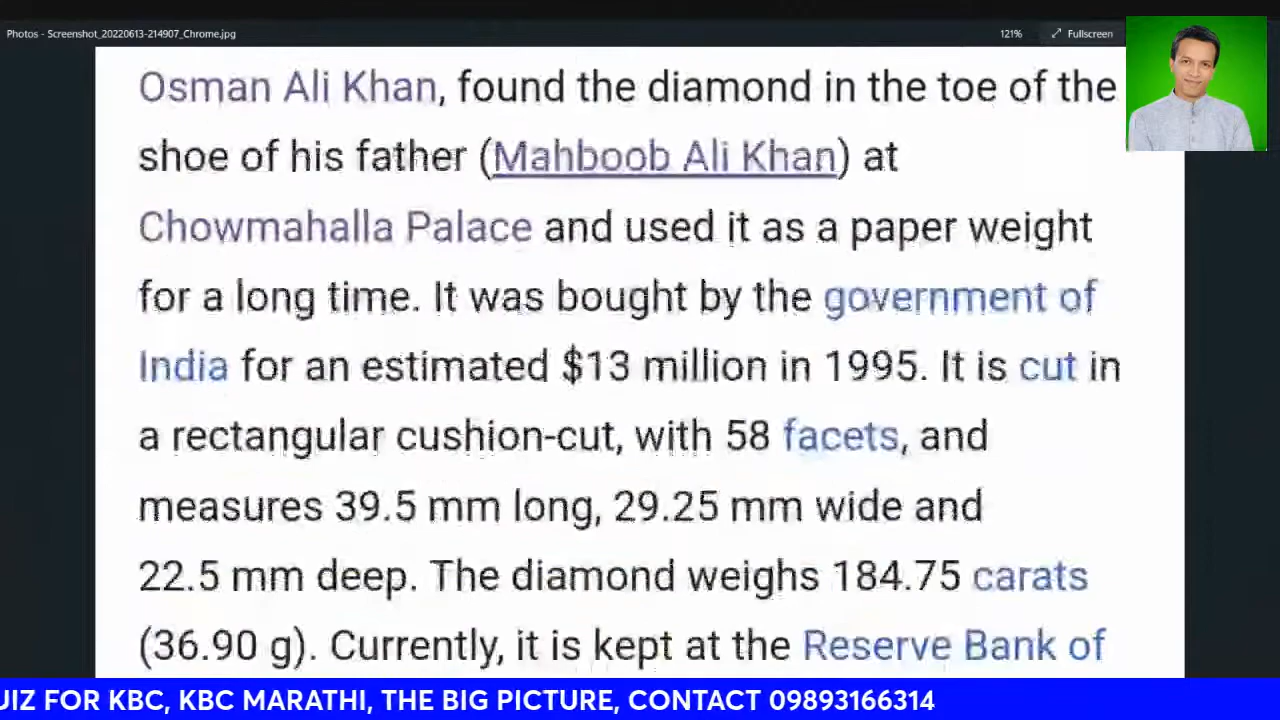 Photos - Screenshot_20220613-214907_Chrome.jpg
121%
Fullscreen
Osman Ali Khan, found the diamond in the toe of the
shoe of his father (Mahboob Ali Khan) at
Chowmahalla Palace and used it as a paper weight
for a long time. It was bought by the government of
India for an estimated $13 million in 1995. It is cut in
a rectangular cushion-cut, with 58 facets, and
measures 39.5 mm long, 29.25 mm wide and
22.5 mm deep. The diamond weighs 184.75 carats
(36.90 g). Currently, it is kept at the Reserve Bank of
UIZ FOR KBC, KBC MARATHI, THE BIG PICTURE, CONTACT 09893166314